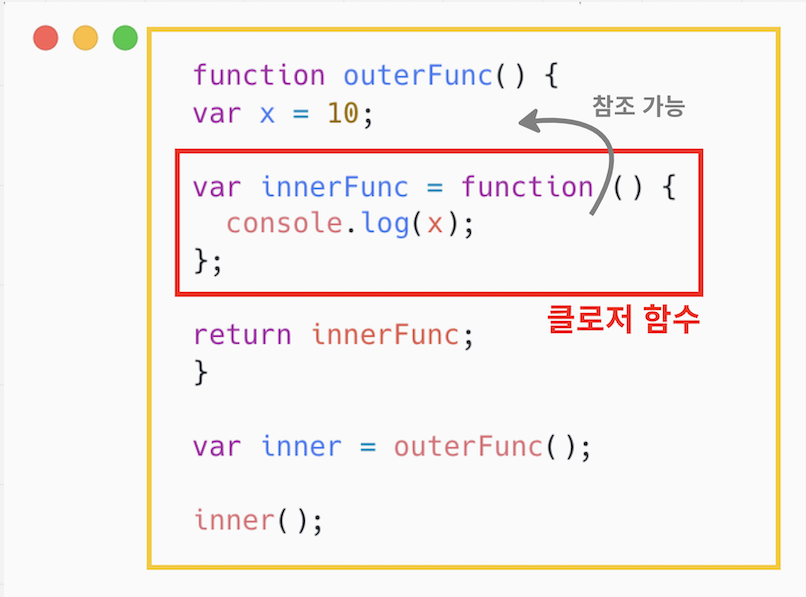 function outerFunc() {
var x = 10;
참조 가능
var innerFunc = function () {
  console.log(x);
};
클로저 함수
return innerFunc;
}
var inner = outerFunc();
inner();